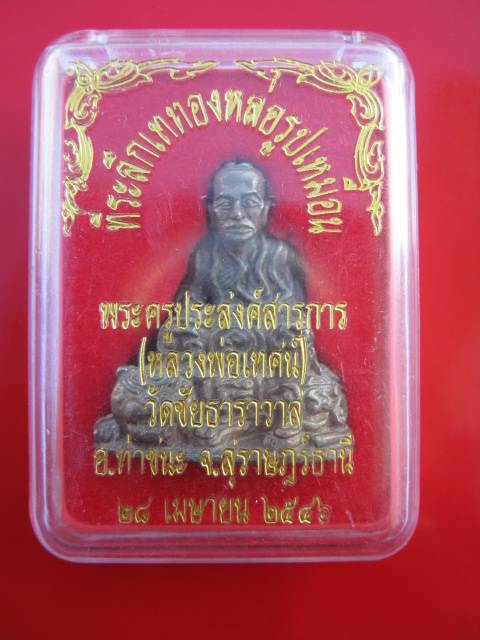 ที่ระลึกเททองหล่อรูปเหมือน
พระครูประสงค์สารการ
(หลวงพ่อเทศน์)
วัดชัยธาราวาส
อ.ท่าชนะ จ.สุราษฎร์ธานี
๒๘ เมษายน ๒๕๔๖